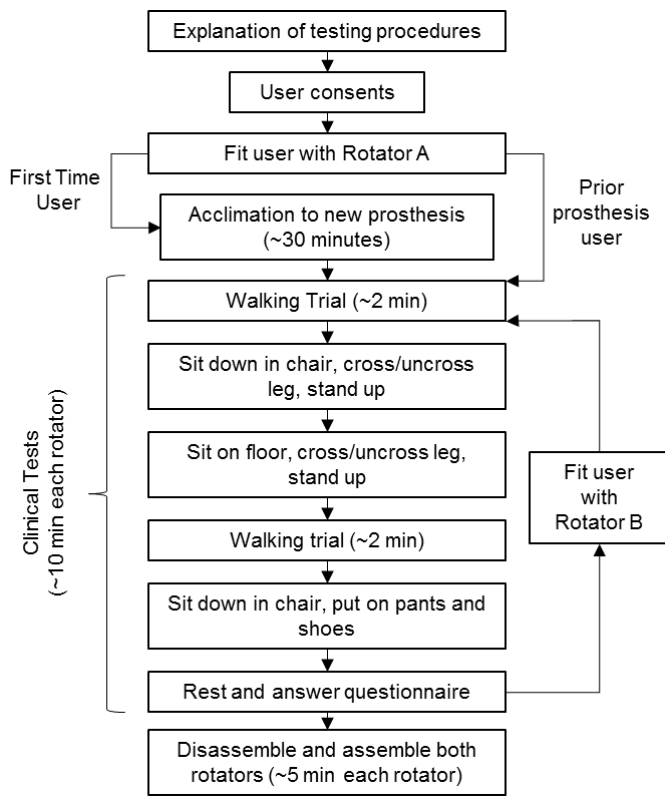 Explanation of testing procedures
User consents
Fit user with Rotator A
First Time
User
Prior
prosthesis
user
Acclimation to new prosthesis
(~30 minutes)
Walking Trial (~2 min)
Sit down in chair, cross/uncross
leg, stand up
Sit on floor, cross/uncross leg,
stand up
Walking trial (~2 min)
Sit down in chair, put on pants and
shoes
Rest and answer questionnaire
Fit user
with
Rotator B
Clinical Tests
(~10 min each rotator)
Disassemble and assemble both
rotators (~5 min each rotator)